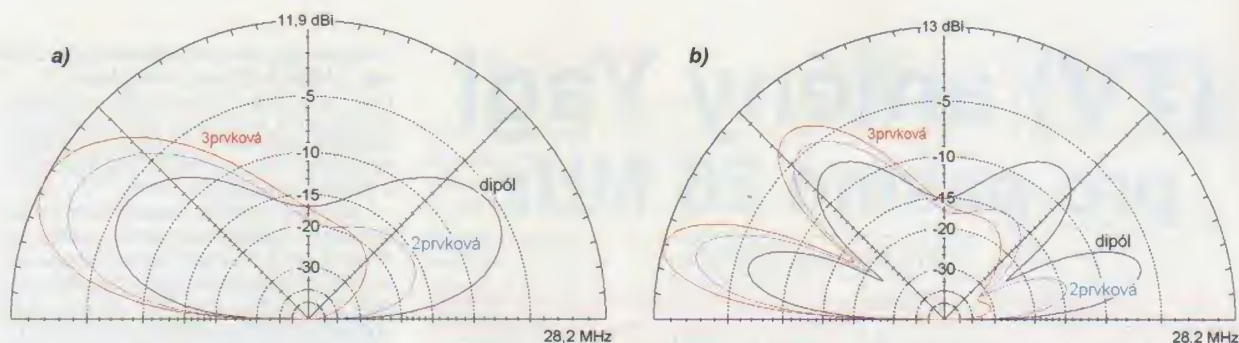 a)
11,9 dBi
-5
-10
-15
-20
-30
3prvková
dipól
2prvková
28,2 MHz
b)
13 dBi
-5
-10
-15
-20
-30
3prvková
dipól
2prvková
28,2 MHz